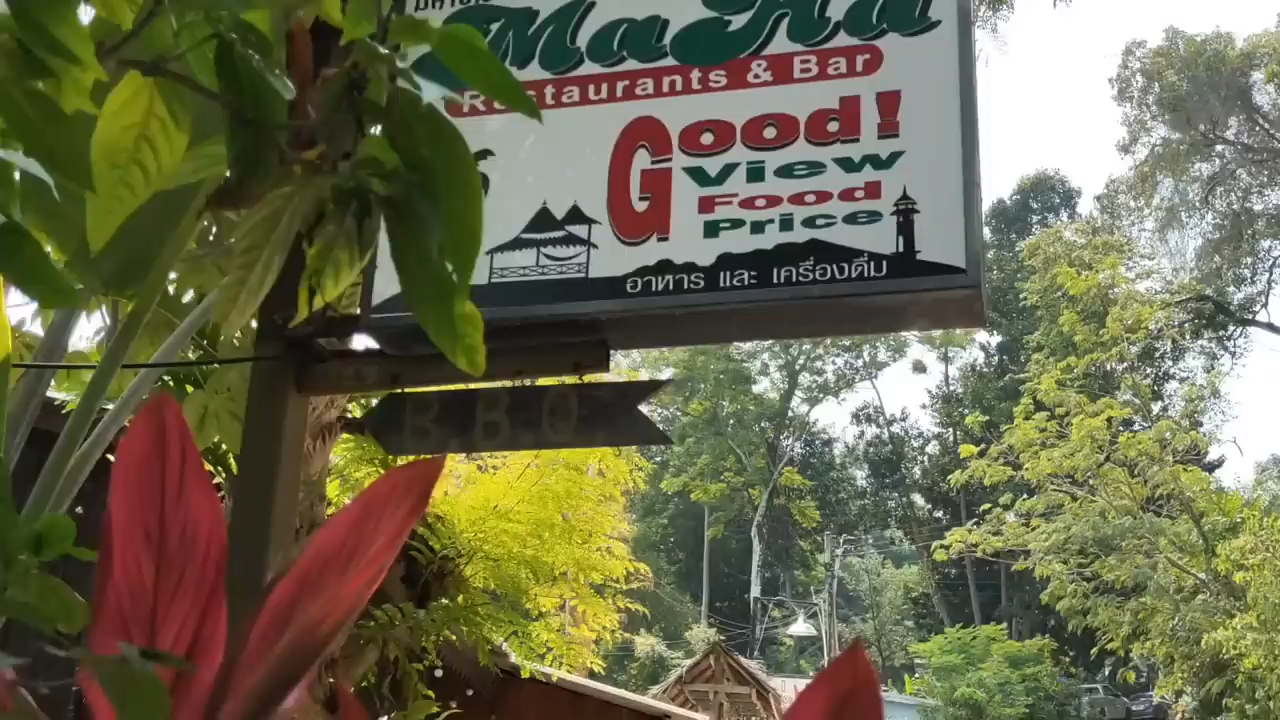 MaHa
Restaurants & Bar
Good!
View
Food
Price
อาหาร และ เครื่องดื่ม
B.B.Q